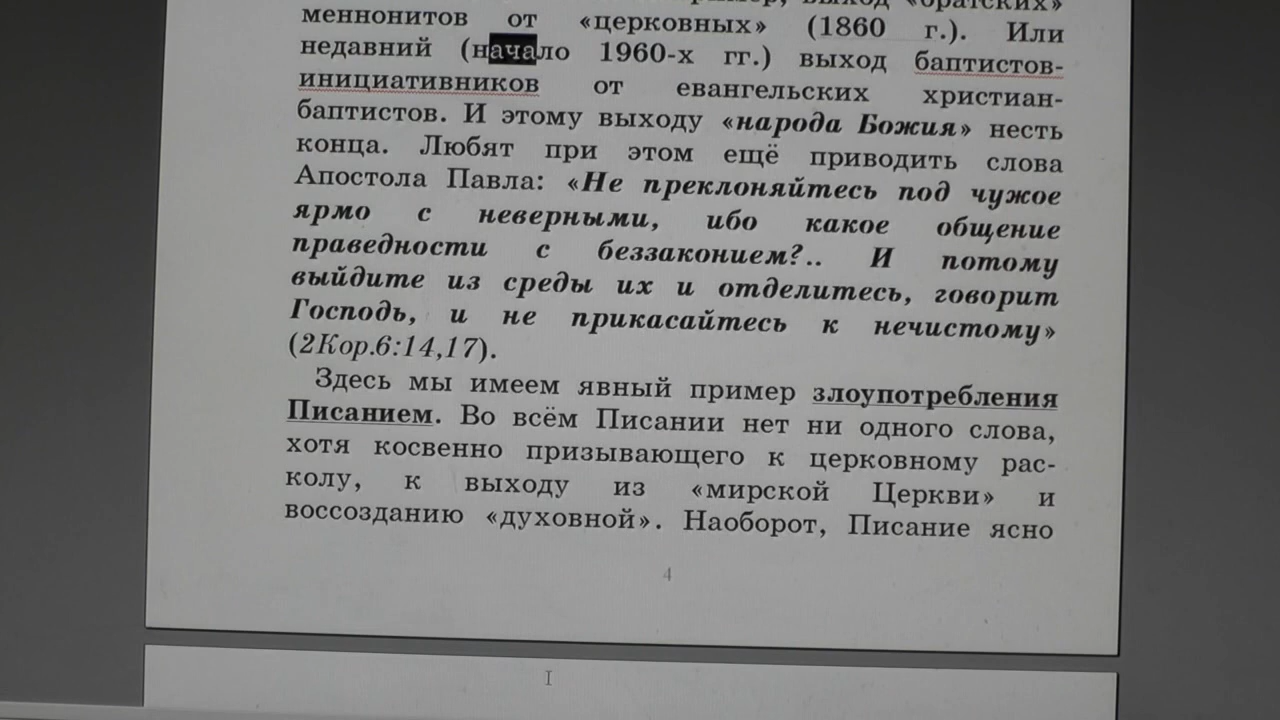 выход «братских»
меннонитов от «церковных» (1860 г.). Или
недавний (начало 1960-х гг.) выход баптистов-
инициативников от евангельских христиан-
баптистов. И этому выходу «народа Божия» несть
конца. Любят при этом ещё приводить слова
Апостола Павла: «Не преклоняйтесь под чужое
ярмо с неверными, ибо какое общение
праведности с беззаконием?.. И потому
выйдите из среды их и отделитесь, говорит
Господь, и не прикасайтесь к нечистому»
(2Кор.6:14,17).
Здесь мы имеем явный пример злоупотребления
Писанием. Во всём Писании нет ни одного слова,
хотя косвенно призывающего к церковному рас-
колу, к выходу из «мирской Церкви» и
воссозданию «духовной». Наоборот, Писание ясно
4